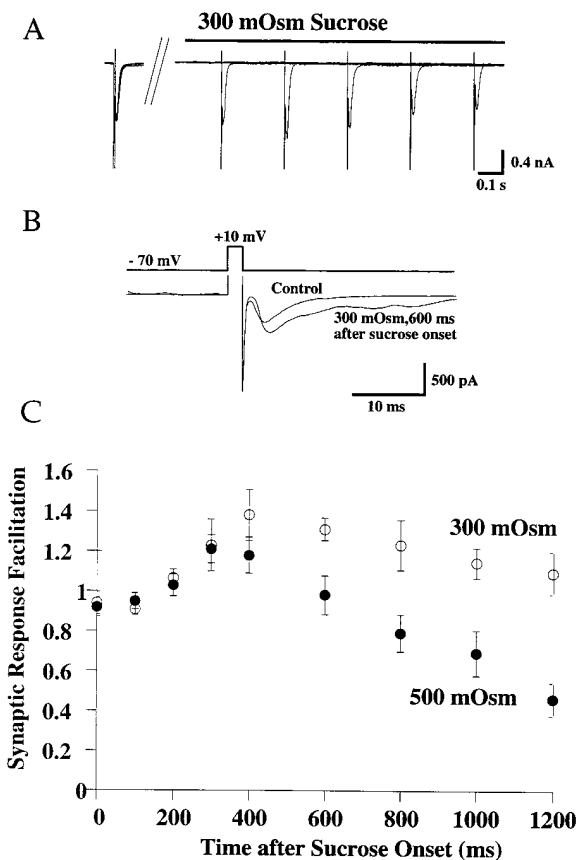 A
300 mOsm Sucrose
0.4 nA
0.1 s
B
+10 mV
- 70 mV
Control
300 mOsm,600 ms
after sucrose onset
500 pA
10 ms
C
Synaptic Response Facilitation
1.6
1.4
1.2
1
0.8
0.6
0.4
0.2
0
300 mOsm
500 mOsm
0 200 400 600 800 1000 1200
Time after Sucrose Onset (ms)